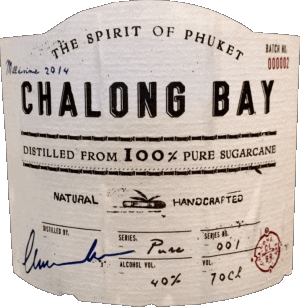 THE SPIRIT OF PHUKET
BATCH NO.
000002
Millésime 2014
CHALONG BAY
DISTILLED FROM 100% PURE SUGARCANE
NATURAL HANDCRAFTED
DISTILLED BY.
SERIES. Pure
SERIES NO. 001
ALCOHOL VOL. 40%
VOL. 70Cl